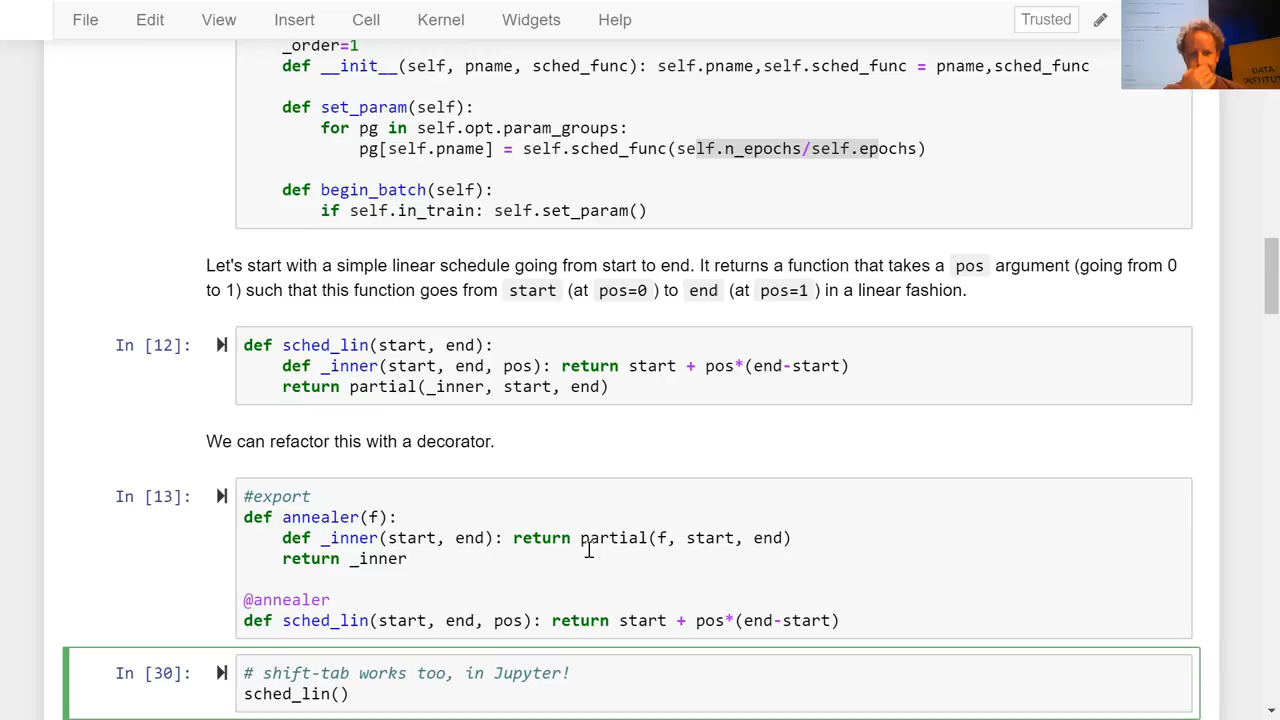 File Edit View Insert Cell Kernel Widgets Help Trusted
_order=1
def __init__(self, pname, sched_func): self.pname,self.sched_func = pname,sched_func
def set_param(self):
for pg in self.opt.param_groups:
pg[self.pname] = self.sched_func(self.n_epochs/self.epochs)
def begin_batch(self):
if self.in_train: self.set_param()
Let's start with a simple linear schedule going from start to end. It returns a function that takes a pos argument (going from 0
to 1) such that this function goes from start (at pos=0 ) to end (at pos=1 ) in a linear fashion.
In [12]: def sched_lin(start, end):
def _inner(start, end, pos): return start + pos*(end-start)
return partial(_inner, start, end)
We can refactor this with a decorator.
In [13]: #export
def annealer(f):
def _inner(start, end): return partial(f, start, end)
return _inner
@annealer
def sched_lin(start, end, pos): return start + pos*(end-start)
In [30]: # shift-tab works too, in Jupyter!
sched_lin()
DATA
INSTITU